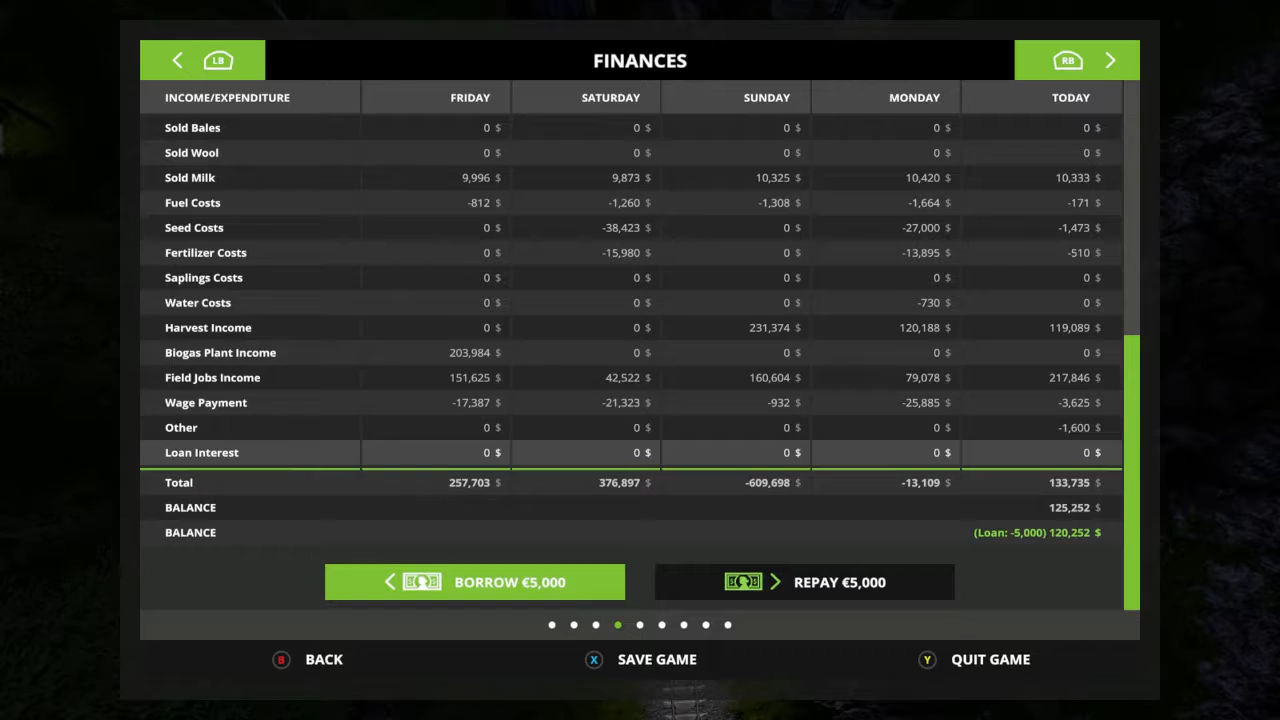 LB FINANCES RB
INCOME/EXPENDITURE FRIDAY SATURDAY SUNDAY MONDAY TODAY
Sold Bales 0 $ 0 $ 0 $ 0 $ 0 $
Sold Wool 0 $ 0 $ 0 $ 0 $ 0 $
Sold Milk 9,996 $ 9,873 $ 10,325 $ 10,420 $ 10,333 $
Fuel Costs -812 $ -1,260 $ -1,308 $ -1,664 $ -171 $
Seed Costs 0 $ -38,423 $ 0 $ -27,000 $ -1,473 $
Fertilizer Costs 0 $ -15,980 $ 0 $ -13,895 $ -510 $
Saplings Costs 0 $ 0 $ 0 $ 0 $ 0 $
Water Costs 0 $ 0 $ 0 $ -730 $ 0 $
Harvest Income 0 $ 0 $ 231,374 $ 120,188 $ 119,089 $
Biogas Plant Income 203,984 $ 0 $ 0 $ 0 $ 0 $
Field Jobs Income 151,625 $ 42,522 $ 160,604 $ 79,078 $ 217,846 $
Wage Payment -17,387 $ -21,323 $ -932 $ -25,885 $ -3,625 $
Other 0 $ 0 $ 0 $ 0 $ -1,600 $
Loan Interest 0 $ 0 $ 0 $ 0 $ 0 $
Total 257,703 $ 376,897 $ -609,698 $ -13,109 $ 133,735 $
BALANCE 125,252 $
BALANCE (Loan: -5,000) 120,252 $
BORROW €5,000 REPAY €5,000
B BACK X SAVE GAME Y QUIT GAME